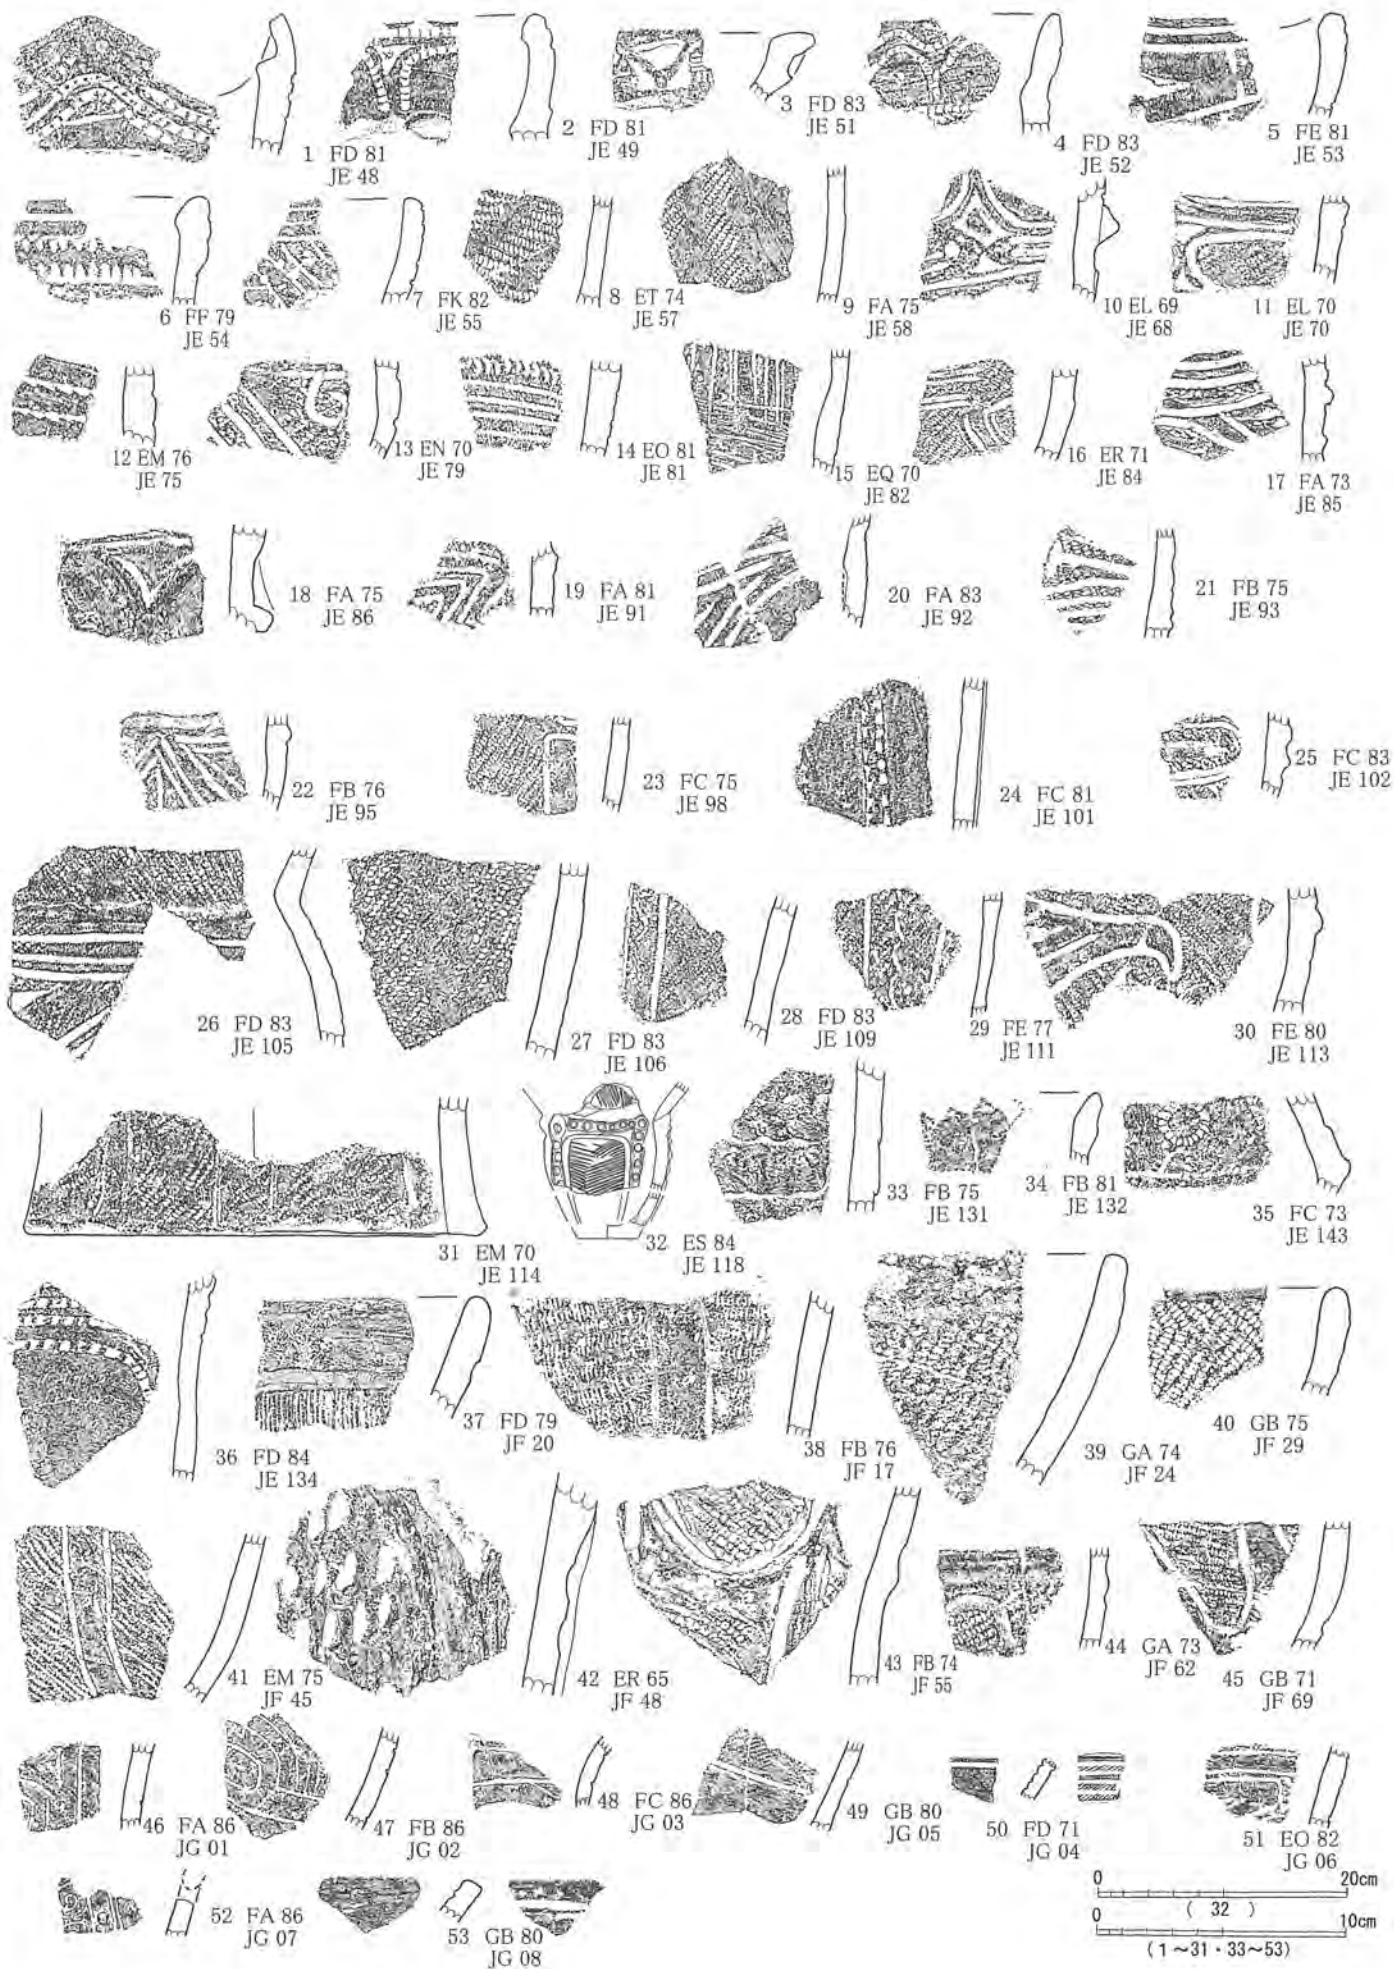 1 FD 81
JE 48
2 FD 81
JE 49
3 FD 83
JE 51
4 FD 83
JE 52
5 FE 81
JE 53
6 FF 79
JE 54
7 FK 82
JE 55
8 ET 74
JE 57
9 FA 75
JE 58
10 EL 69
JE 68
11 EL 70
JE 70
12 EM 76
JE 75
13 EN 70
JE 79
14 EO 81
JE 81
15 EQ 70
JE 82
16 ER 71
JE 84
17 FA 73
JE 85
18 FA 75
JE 86
19 FA 81
JE 91
20 FA 83
JE 92
21 FB 75
JE 93
22 FB 76
JE 95
23 FC 75
JE 98
24 FC 81
JE 101
25 FC 83
JE 102
26 FD 83
JE 105
27 FD 83
JE 106
28 FD 83
JE 109
29 FE 77
JE 111
30 FE 80
JE 113
31 EM 70
JE 114
32 ES 84
JE 118
33 FB 75
JE 131
34 FB 81
JE 132
35 FC 73
JE 143
36 FD 84
JE 134
37 FD 79
JF 20
38 FB 76
JF 17
39 GA 74
JF 24
40 GB 75
JF 29
41 EM 75
JF 45
42 ER 65
JF 48
43 FB 74
JF 55
44 GA 73
JF 62
45 GB 71
JF 69
46 FA 86
JG 01
47 FB 86
JG 02
48 FC 86
JG 03
49 GB 80
JG 05
50 FD 71
JG 04
51 EO 82
JG 06
52 FA 86
JG 07
53 GB 80
JG 08
0 20cm
( 32 )
0 10cm
(1～31・33～53)